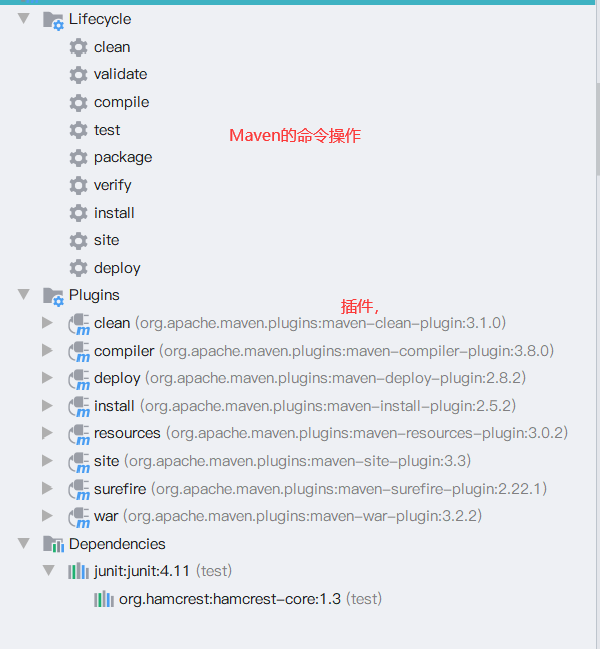 Lifecycle
clean
validate
compile
test
Maven的命令操作
package
verify
install
site
deploy
Plugins
插件,
clean (org.apache.maven.plugins:maven-clean-plugin:3.1.0)
compiler (org.apache.maven.plugins:maven-compiler-plugin:3.8.0)
deploy (org.apache.maven.plugins:maven-deploy-plugin:2.8.2)
install (org.apache.maven.plugins:maven-install-plugin:2.5.2)
resources (org.apache.maven.plugins:maven-resources-plugin:3.0.2)
site (org.apache.maven.plugins:maven-site-plugin:3.3)
surefire (org.apache.maven.plugins:maven-surefire-plugin:2.22.1)
war (org.apache.maven.plugins:maven-war-plugin:3.2.2)
Dependencies
junit:junit:4.11 (test)
org.hamcrest:hamcrest-core:1.3 (test)